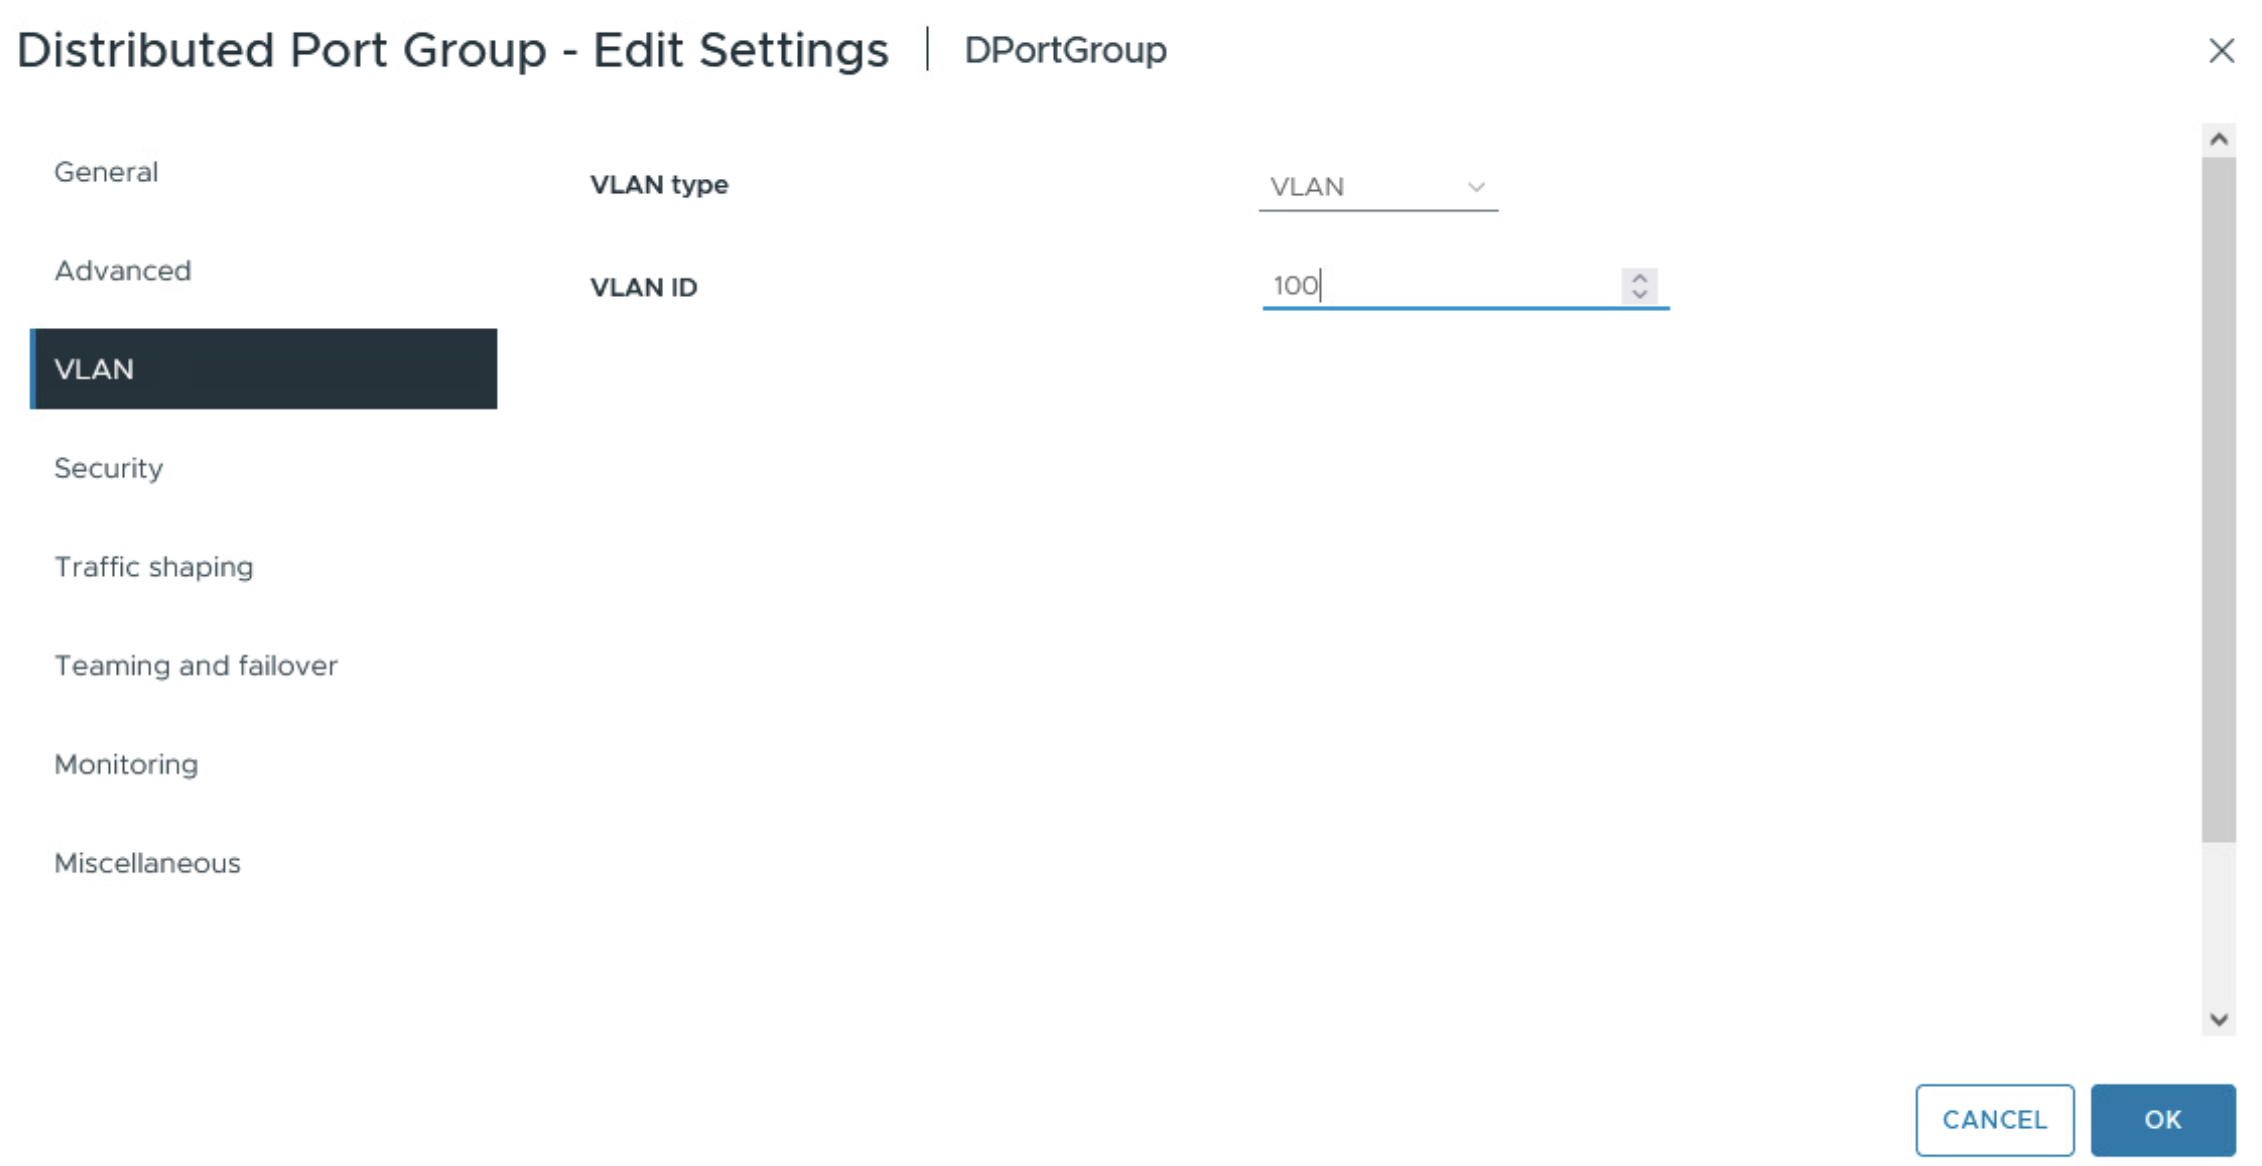 Distributed Port Group - Edit Settings | DPortGroup
General
Advanced
VLAN
Security
Traffic shaping
Teaming and failover
Monitoring
Miscellaneous
VLAN type VLAN
VLAN ID 100
CANCEL OK